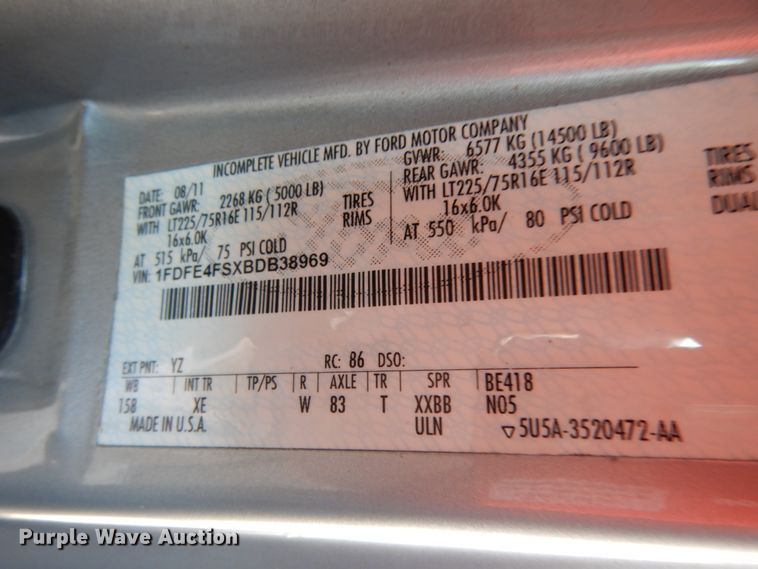 INCOMPLETE VEHICLE MFD. BY FORD MOTOR COMPANY
DATE: 08/11 GVWR: 6577 KG (14500 LB)
FRONT GAWR: 2268 KG (5000 LB) REAR GAWR: 4355 KG ( 9600 LB)
WITH LT225/75R16E 115/112R TIRES WITH LT225/75R16E 115/112R TIRES
16x6.0K RIMS 16x6.0K RIMS
AT 515 kPa/ 75 PSI COLD AT 550 kPa/ 80 PSI COLD DUAL
VIN: 1FDFE4FSXBDB38969
EXT PNT: YZ RC: 86 DSO:
WB INT TR TP/PS R AXLE TR SPR BE418
158 XE W 83 T XXBB N05
MADE IN U.S.A. ULN ▽5U5A-3520472-AA
Purple Wave Auction